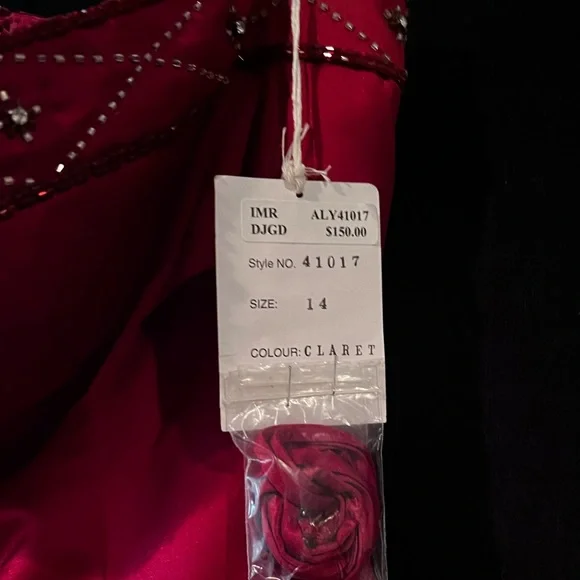 IMR ALY41017
DJGD $150.00
Style NO. 41017
SIZE: 14
COLOUR: CLARET